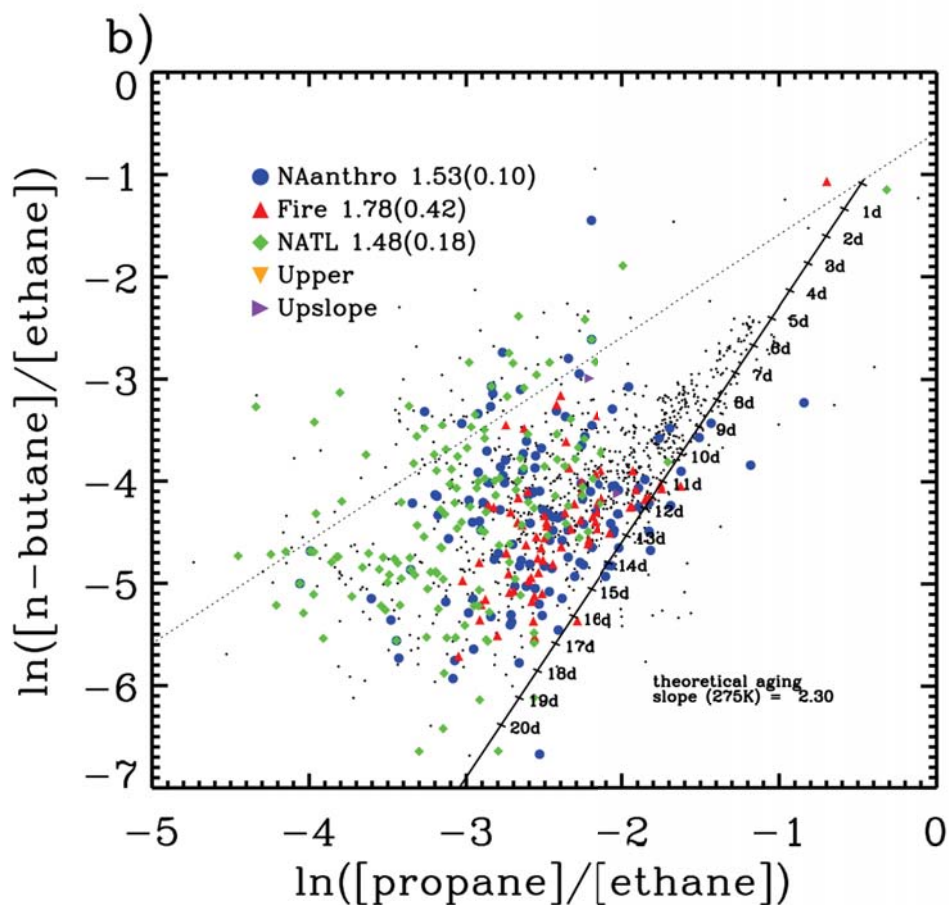 b)
0
−1
−2
−3
−4
−5
−6
−7
ln([n−butane]/[ethane])
NAanthro 1.53(0.10)
Fire 1.78(0.42)
NATL 1.48(0.18)
Upper
Upslope
1d
2d
3d
4d
5d
6d
7d
8d
9d
10d
11d
12d
13d
14d
15d
16d
17d
18d
19d
20d
theoretical aging
slope (275K) = 2.30
−5
−4
−3
−2
−1
0
ln([propane]/[ethane])